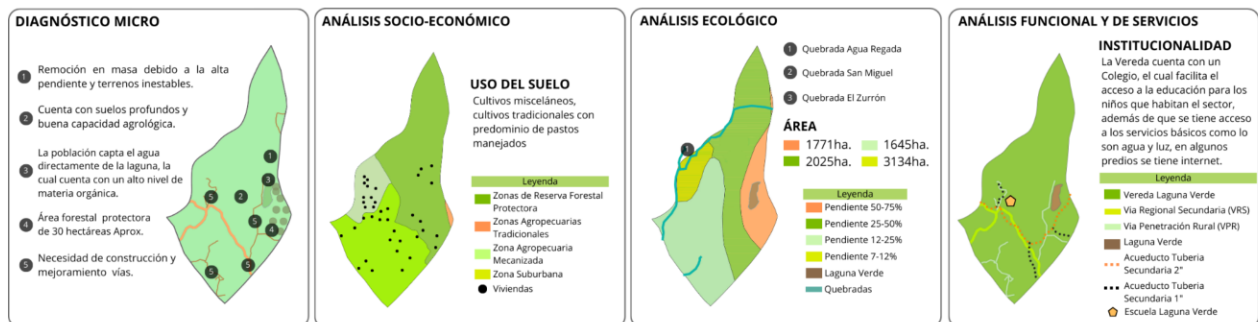 DIAGNÓSTICO MICRO
1
Remoción en masa debido a la alta
pendiente y terrenos inestables.
2
Cuenta con suelos profundos y
buena capacidad agrológica.
3
La población capta el agua
directamente de la laguna, la
cual cuenta con un alto nivel de
materia orgánica.
4
Área forestal protectora
de 30 hectáreas Aprox.
5
Necesidad de construcción y
mejoramiento vías.
1
3
5
2
5
4
5
5
ANÁLISIS SOCIO-ECONÓMICO
USO DEL SUELO
Cultivos misceláneos,
cultivos tradicionales con
predominio de pastos
manejados
Leyenda
Zonas de Reserva Forestal
Protectora
Zonas Agropecuarias
Tradicionales
Zona Agropecuaria
Mecanizada
Zona Suburbana
Viviendas
ANÁLISIS ECOLÓGICO
1 Quebrada Agua Regada
2 Quebrada San Miguel
3 Quebrada El Zurrón
ÁREA
1771ha. 1645ha.
2025ha. 3134ha.
Leyenda
Pendiente 50-75%
Pendiente 25-50%
Pendiente 12-25%
Pendiente 7-12%
Laguna Verde
Quebradas
1
ANÁLISIS FUNCIONAL Y DE SERVICIOS
INSTITUCIONALIDAD
La Vereda cuenta con un
Colegio, el cual facilita el
acceso a la educación para los
niños que habitan el sector,
además de que se tiene acceso
a los servicios básicos como lo
son agua y luz, en algunos
predios se tiene internet.
Leyenda
Vereda Laguna Verde
Via Regional Secundaria (VRS)
Via Penetración Rural (VPR)
Laguna Verde
Acueducto Tuberia
Secundaria 2"
Acueducto Tuberia
Secundaria 1"
Escuela Laguna Verde